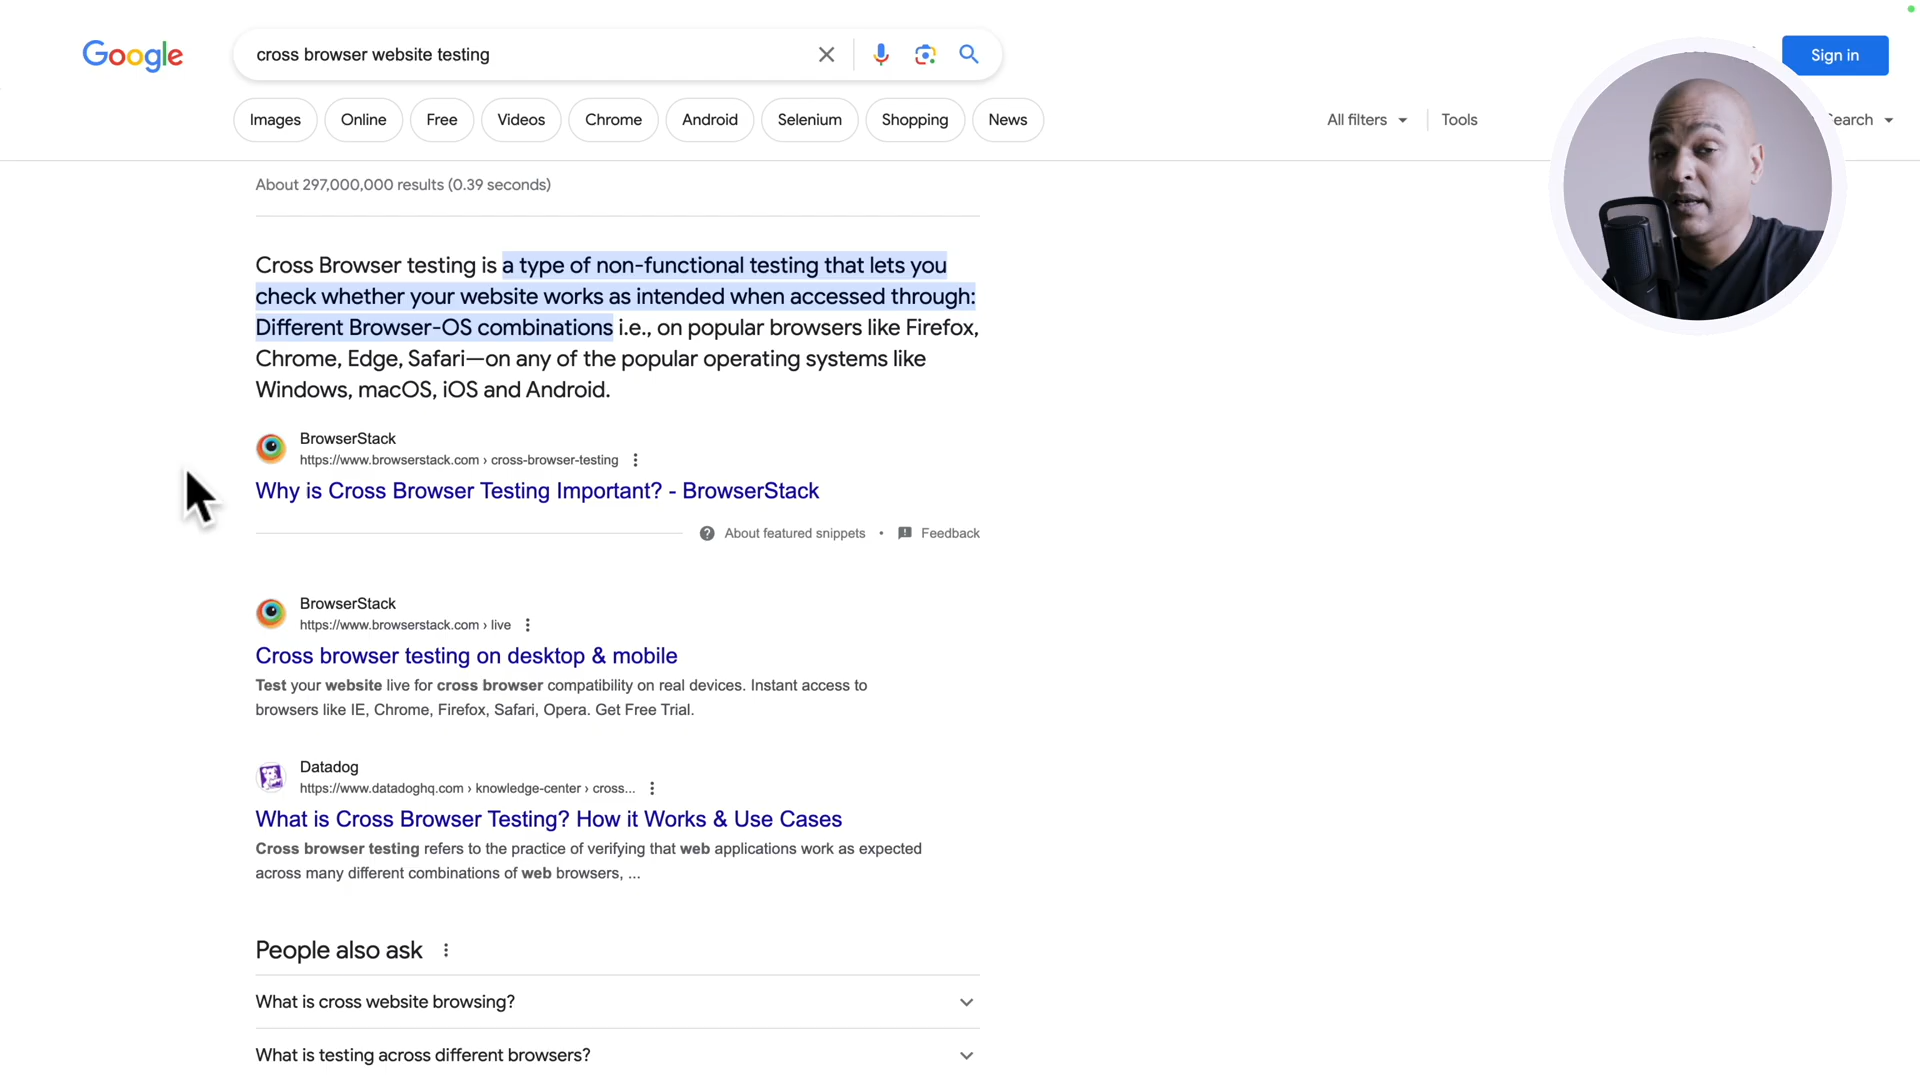 Google
cross browser website testing
Sign in
Images
Online
Free
Videos
Chrome
Android
Selenium
Shopping
News
All filters
Tools
earch
About 297,000,000 results (0.39 seconds)
Cross Browser testing is a type of non-functional testing that lets you
check whether your website works as intended when accessed through:
Different Browser-OS combinations i.e., on popular browsers like Firefox,
Chrome, Edge, Safari—on any of the popular operating systems like
Windows, macOS, iOS and Android.
BrowserStack
https://www.browserstack.com › cross-browser-testing
Why is Cross Browser Testing Important? - BrowserStack
About featured snippets • Feedback
BrowserStack
https://www.browserstack.com › live
Cross browser testing on desktop & mobile
Test your website live for cross browser compatibility on real devices. Instant access to
browsers like IE, Chrome, Firefox, Safari, Opera. Get Free Trial.
Datadog
https://www.datadoghq.com › knowledge-center › cross...
What is Cross Browser Testing? How it Works & Use Cases
Cross browser testing refers to the practice of verifying that web applications work as expected
across many different combinations of web browsers, ...
People also ask
What is cross website browsing?
What is testing across different browsers?